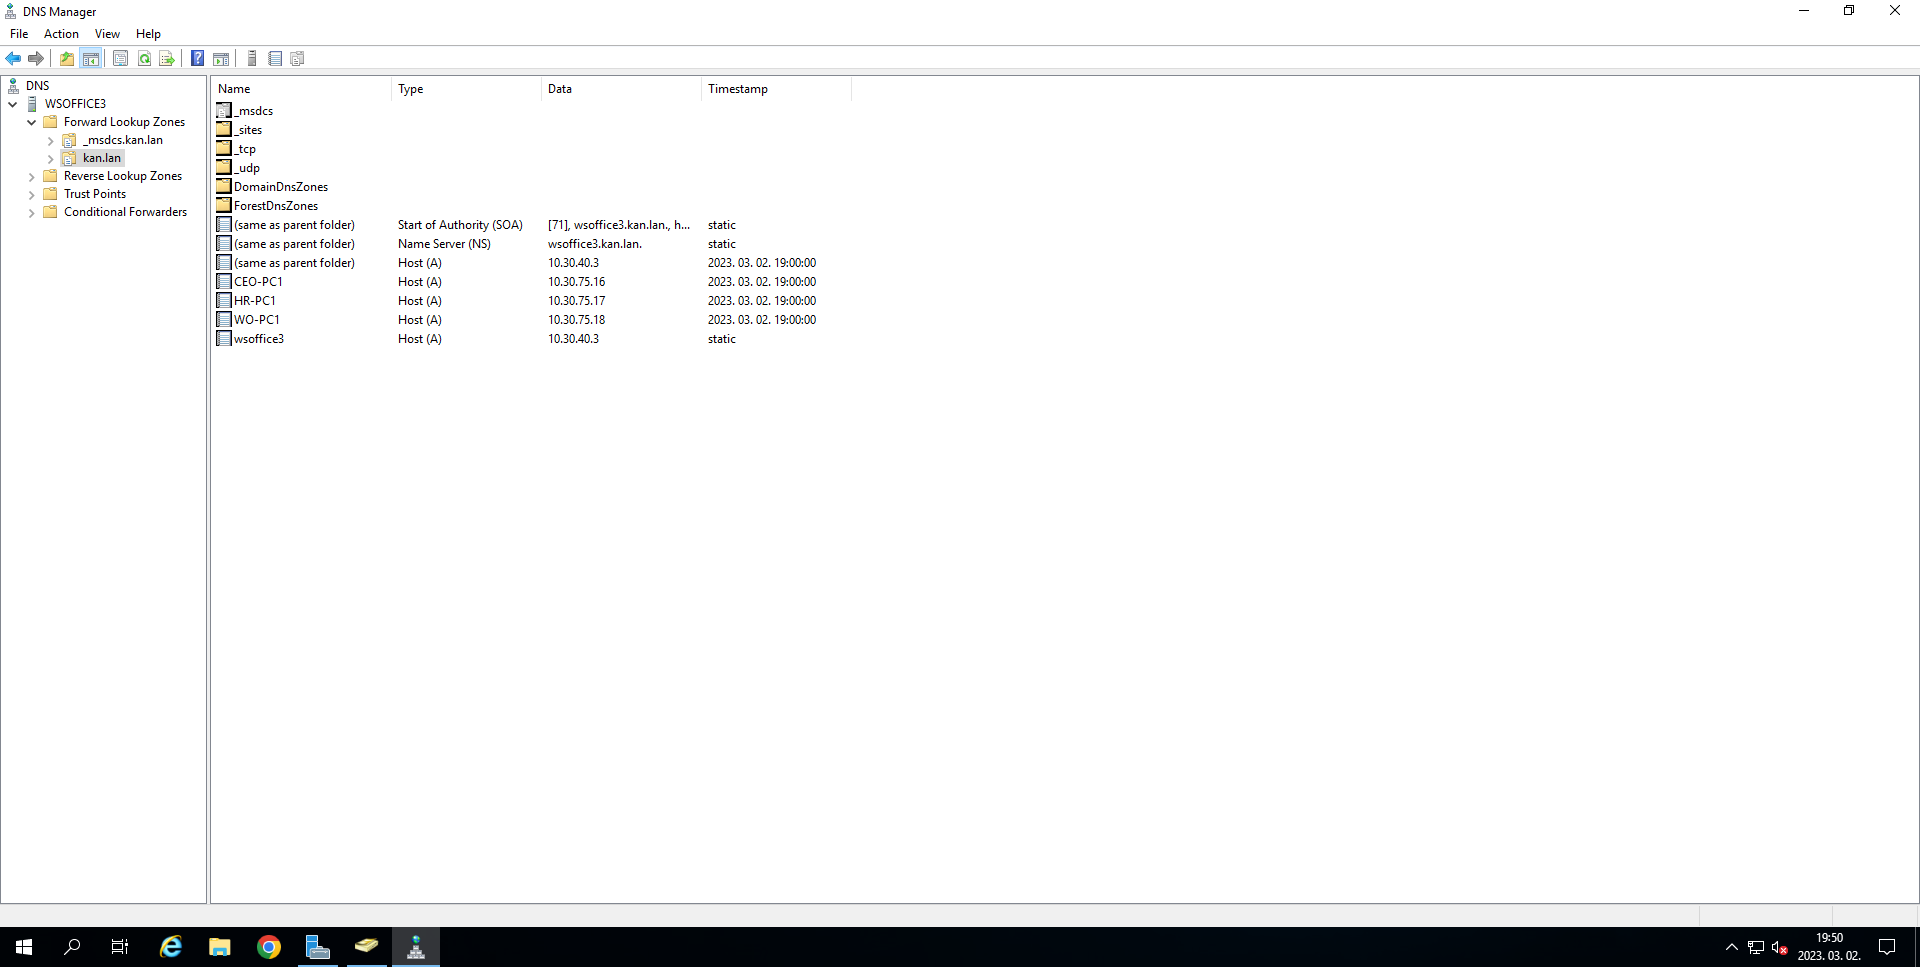 DNS Manager
File Action View Help
DNS
WSOFFICE3
Forward Lookup Zones
_msdcs.kan.lan
kan.lan
Reverse Lookup Zones
Trust Points
Conditional Forwarders
Name Type Data Timestamp
_msdcs
_sites
_tcp
_udp
DomainDnsZones
ForestDnsZones
(same as parent folder) Start of Authority (SOA) [71], wsoffice3.kan.lan., h... static
(same as parent folder) Name Server (NS) wsoffice3.kan.lan. static
(same as parent folder) Host (A) 10.30.40.3 2023. 03. 02. 19:00:00
CEO-PC1 Host (A) 10.30.75.16 2023. 03. 02. 19:00:00
HR-PC1 Host (A) 10.30.75.17 2023. 03. 02. 19:00:00
WO-PC1 Host (A) 10.30.75.18 2023. 03. 02. 19:00:00
wsoffice3 Host (A) 10.30.40.3 static
19:50
2023. 03. 02.